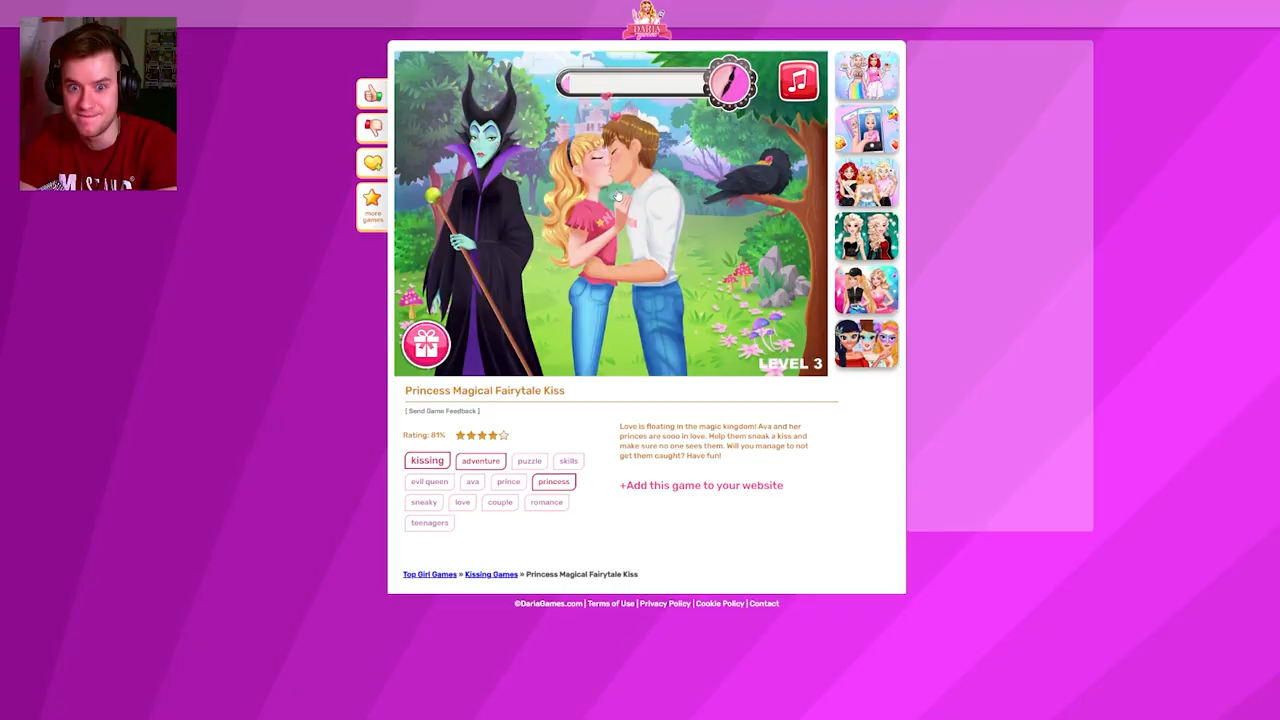 DARIA
more
games
LEVEL 3
Princess Magical Fairytale Kiss
[ Send Game Feedback ]
Rating: 81%
Love is floating in the magic kingdom! Ava and her
princes are sooo in love. Help them sneak a kiss and
make sure no one sees them. Will you manage to not
get them caught? Have fun!
kissing adventure puzzle skills
evil queen ava prince princess
sneaky love couple romance
teenagers
+Add this game to your website
Top Girl Games » Kissing Games » Princess Magical Fairytale Kiss
©DariaGames.com | Terms of Use | Privacy Policy | Cookie Policy | Contact